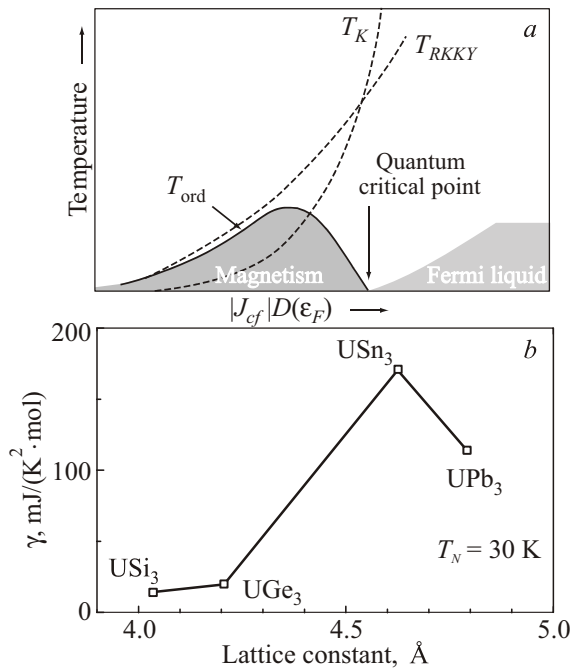 a
T_K
T_RKKY
Temperature →
Quantum
critical point
T_ord
Magnetism
Fermi liquid
|J_cf|D(ε_F) →
b
200
USn₃
γ, mJ/(K²·mol)
100
UPb₃
T_N = 30 K
USi₃
UGe₃
0
4.0 4.5 5.0
Lattice constant, Å